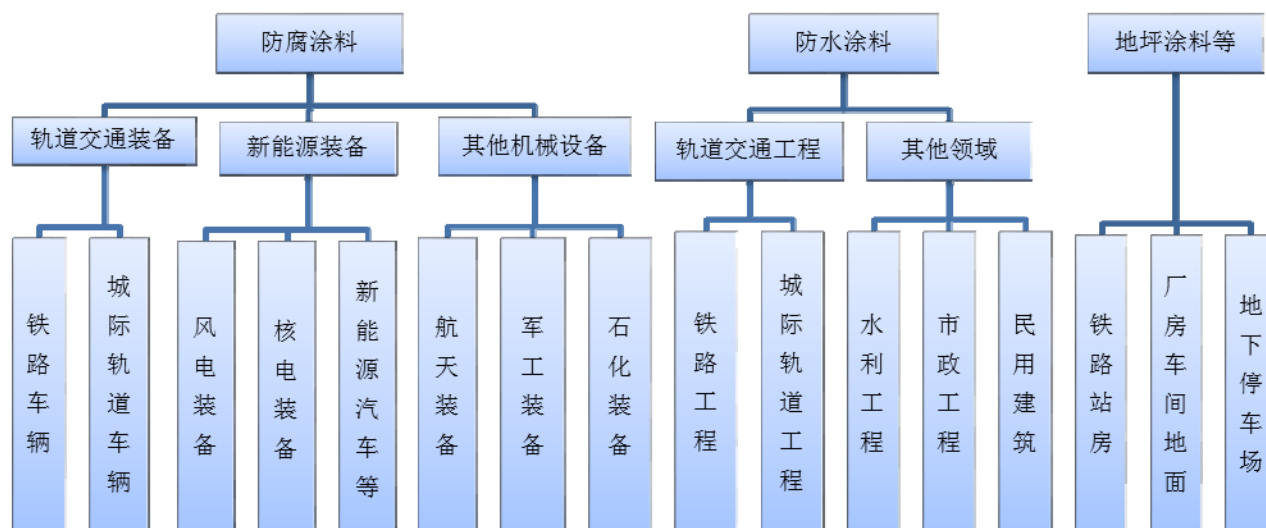 防腐涂料
防水涂料
地坪涂料等
轨道交通装备
新能源装备
其他机械设备
轨道交通工程
其他领域
铁路车辆
城际轨道车辆
风电装备
核电装备
新能源汽车等
航天装备
军工装备
石化装备
铁路工程
城际轨道工程
水利工程
市政工程
民用建筑
铁路站房
厂房车间地面
地下停车场